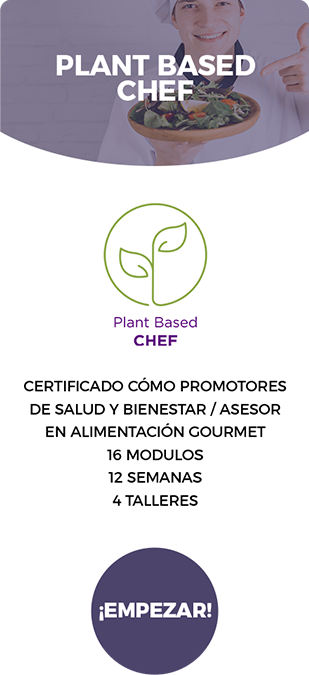 PLANT BASED
CHEF
Plant Based
CHEF
CERTIFICADO CÓMO PROMOTORES
DE SALUD Y BIENESTAR / ASESOR
EN ALIMENTACIÓN GOURMET
16 MODULOS
12 SEMANAS
4 TALLERES
¡EMPEZAR!